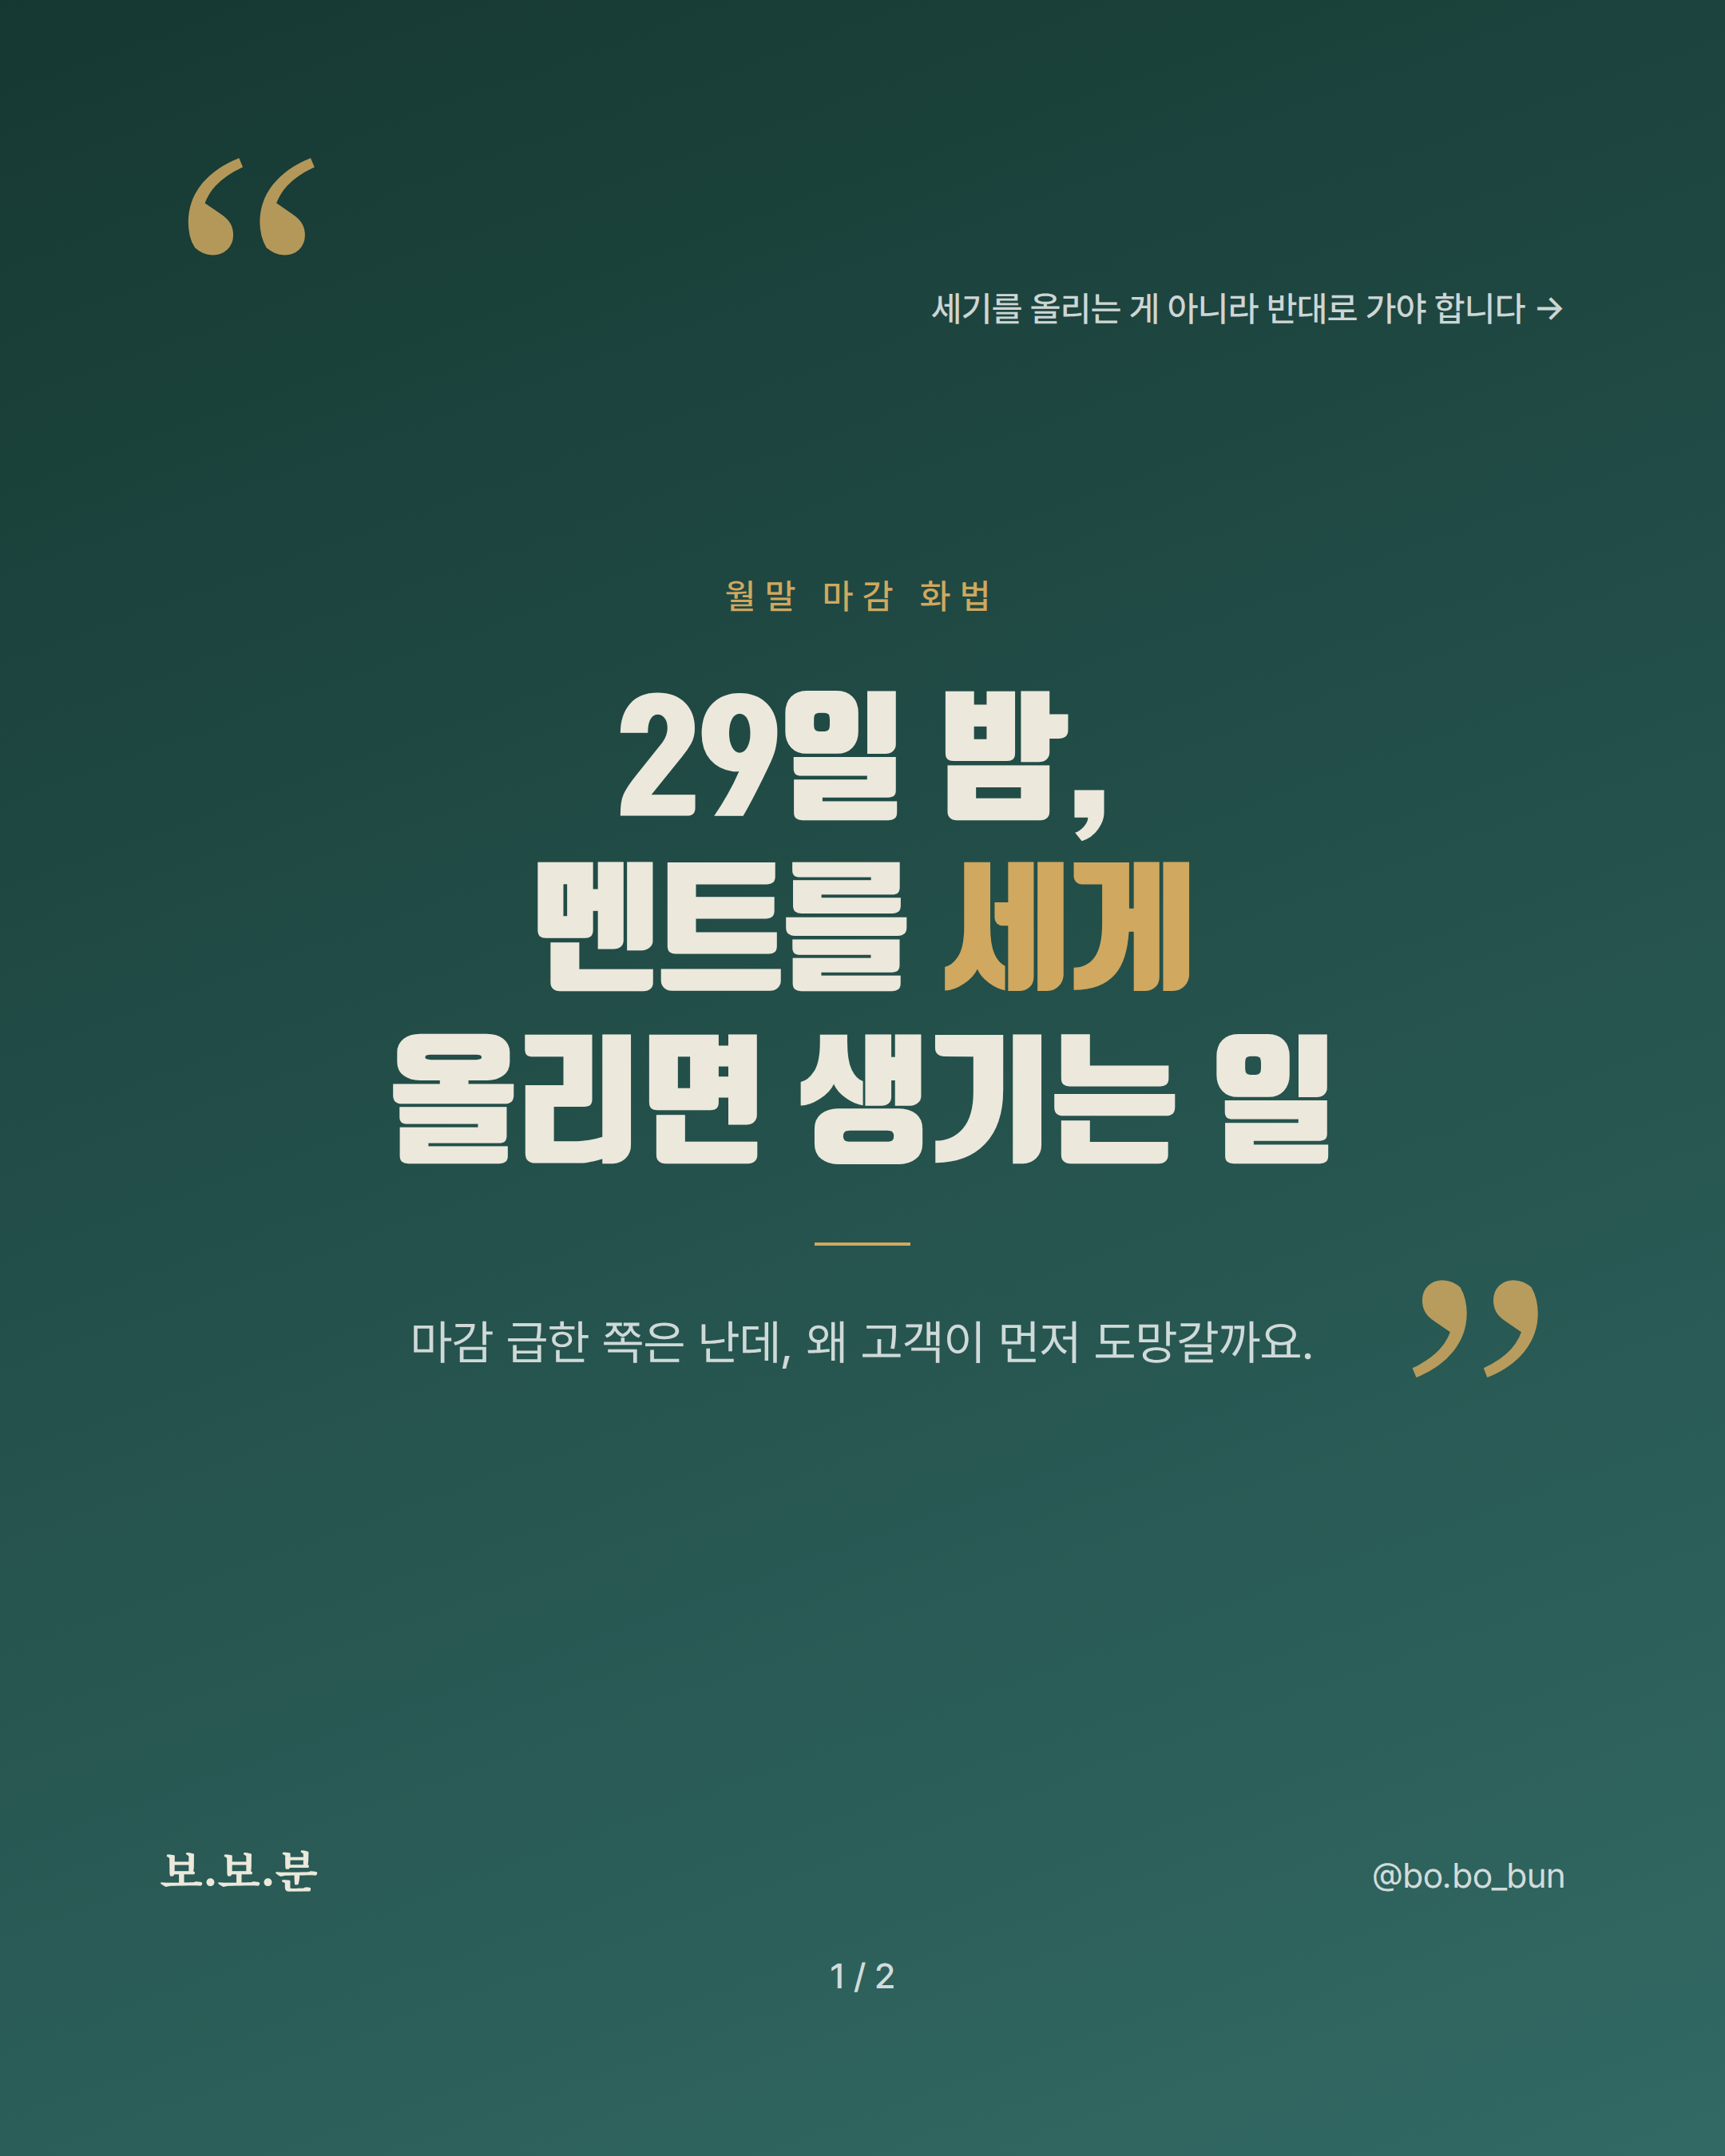 “
세기를 올리는 게 아니라 반대로 가야 합니다 →
월말 마감 화법
29일 밤,
멘트를 세게
올리면 생기는 일
마감 급한 쪽은 난데, 왜 고객이 먼저 도망갈까요.
”
보.보.분
@bo.bo_bun
1 / 2